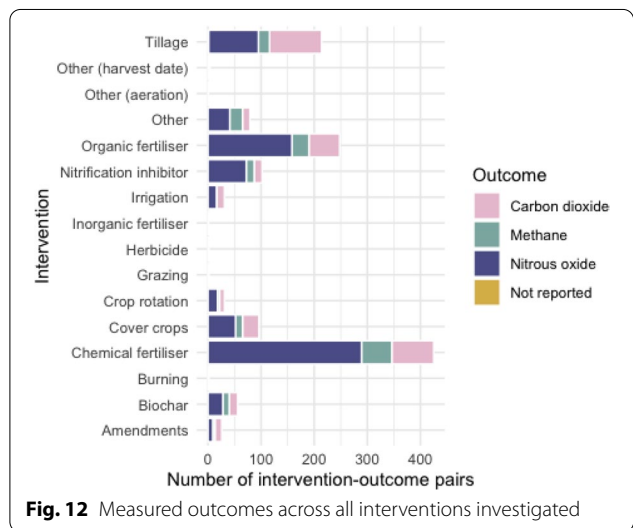 Tillage
Other (harvest date)
Other (aeration)
Other
Organic fertiliser
Nitrification inhibitor
Irrigation
Inorganic fertiliser
Herbicide
Grazing
Crop rotation
Cover crops
Chemical fertiliser
Burning
Biochar
Amendments
Intervention
0 100 200 300 400
Number of intervention-outcome pairs
Outcome
Carbon dioxide
Methane
Nitrous oxide
Not reported
Fig. 12 Measured outcomes across all interventions investigated